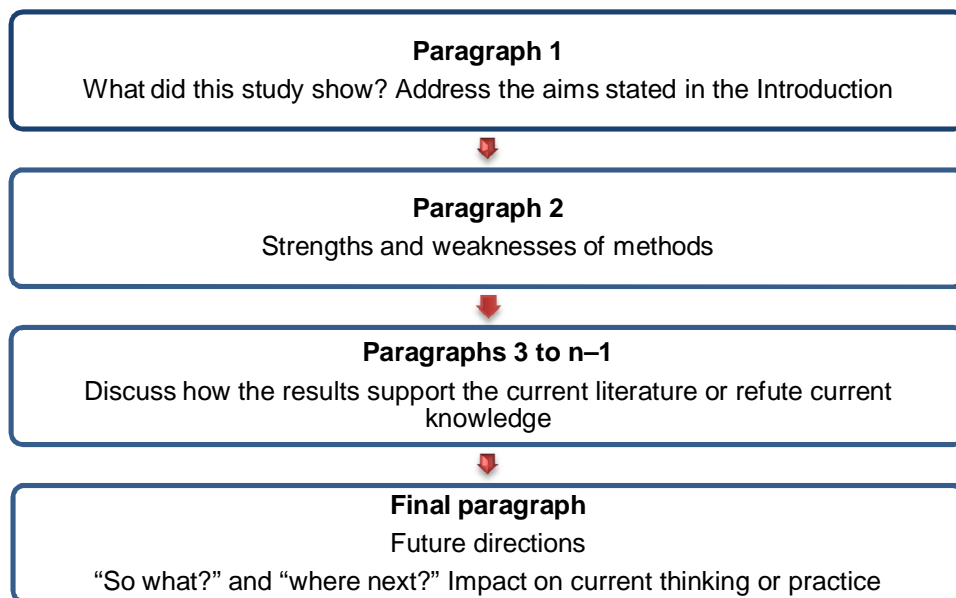 Paragraph 1
What did this study show? Address the aims stated in the Introduction
Paragraph 2
Strengths and weaknesses of methods
Paragraphs 3 to n–1
Discuss how the results support the current literature or refute current
knowledge
Final paragraph
Future directions
“So what?” and “where next?” Impact on current thinking or practice